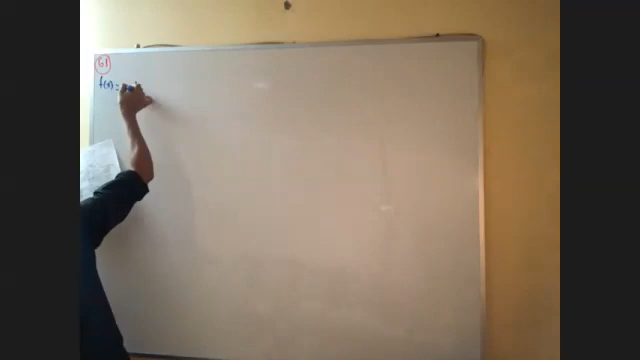 61
f(x) =